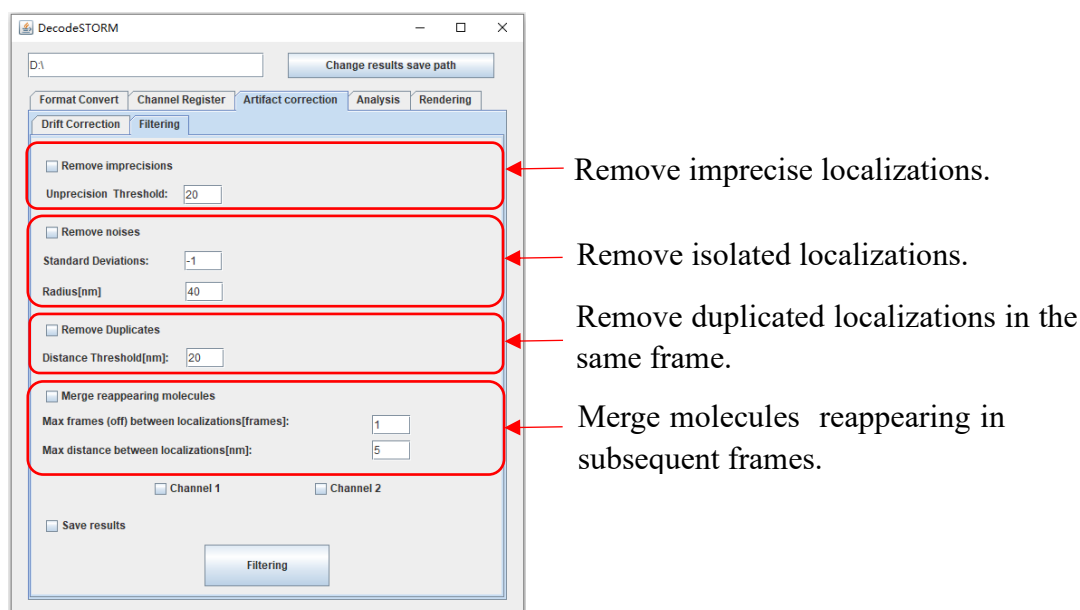 DecodeSTORM
D:\
Change results save path
Format Convert Channel Register Artifact correction Analysis Rendering
Drift Correction Filtering
Remove imprecisions
Unprecision Threshold: 20
Remove imprecise localizations.
Remove noises
Standard Deviations: -1
Radius[nm] 40
Remove isolated localizations.
Remove Duplicates
Distance Threshold[nm]: 20
Remove duplicated localizations in the
same frame.
Merge reappearing molecules
Max frames (off) between localizations[frames]: 1
Max distance between localizations[nm]: 5
Merge molecules reappearing in
subsequent frames.
Channel 1 Channel 2
Save results
Filtering